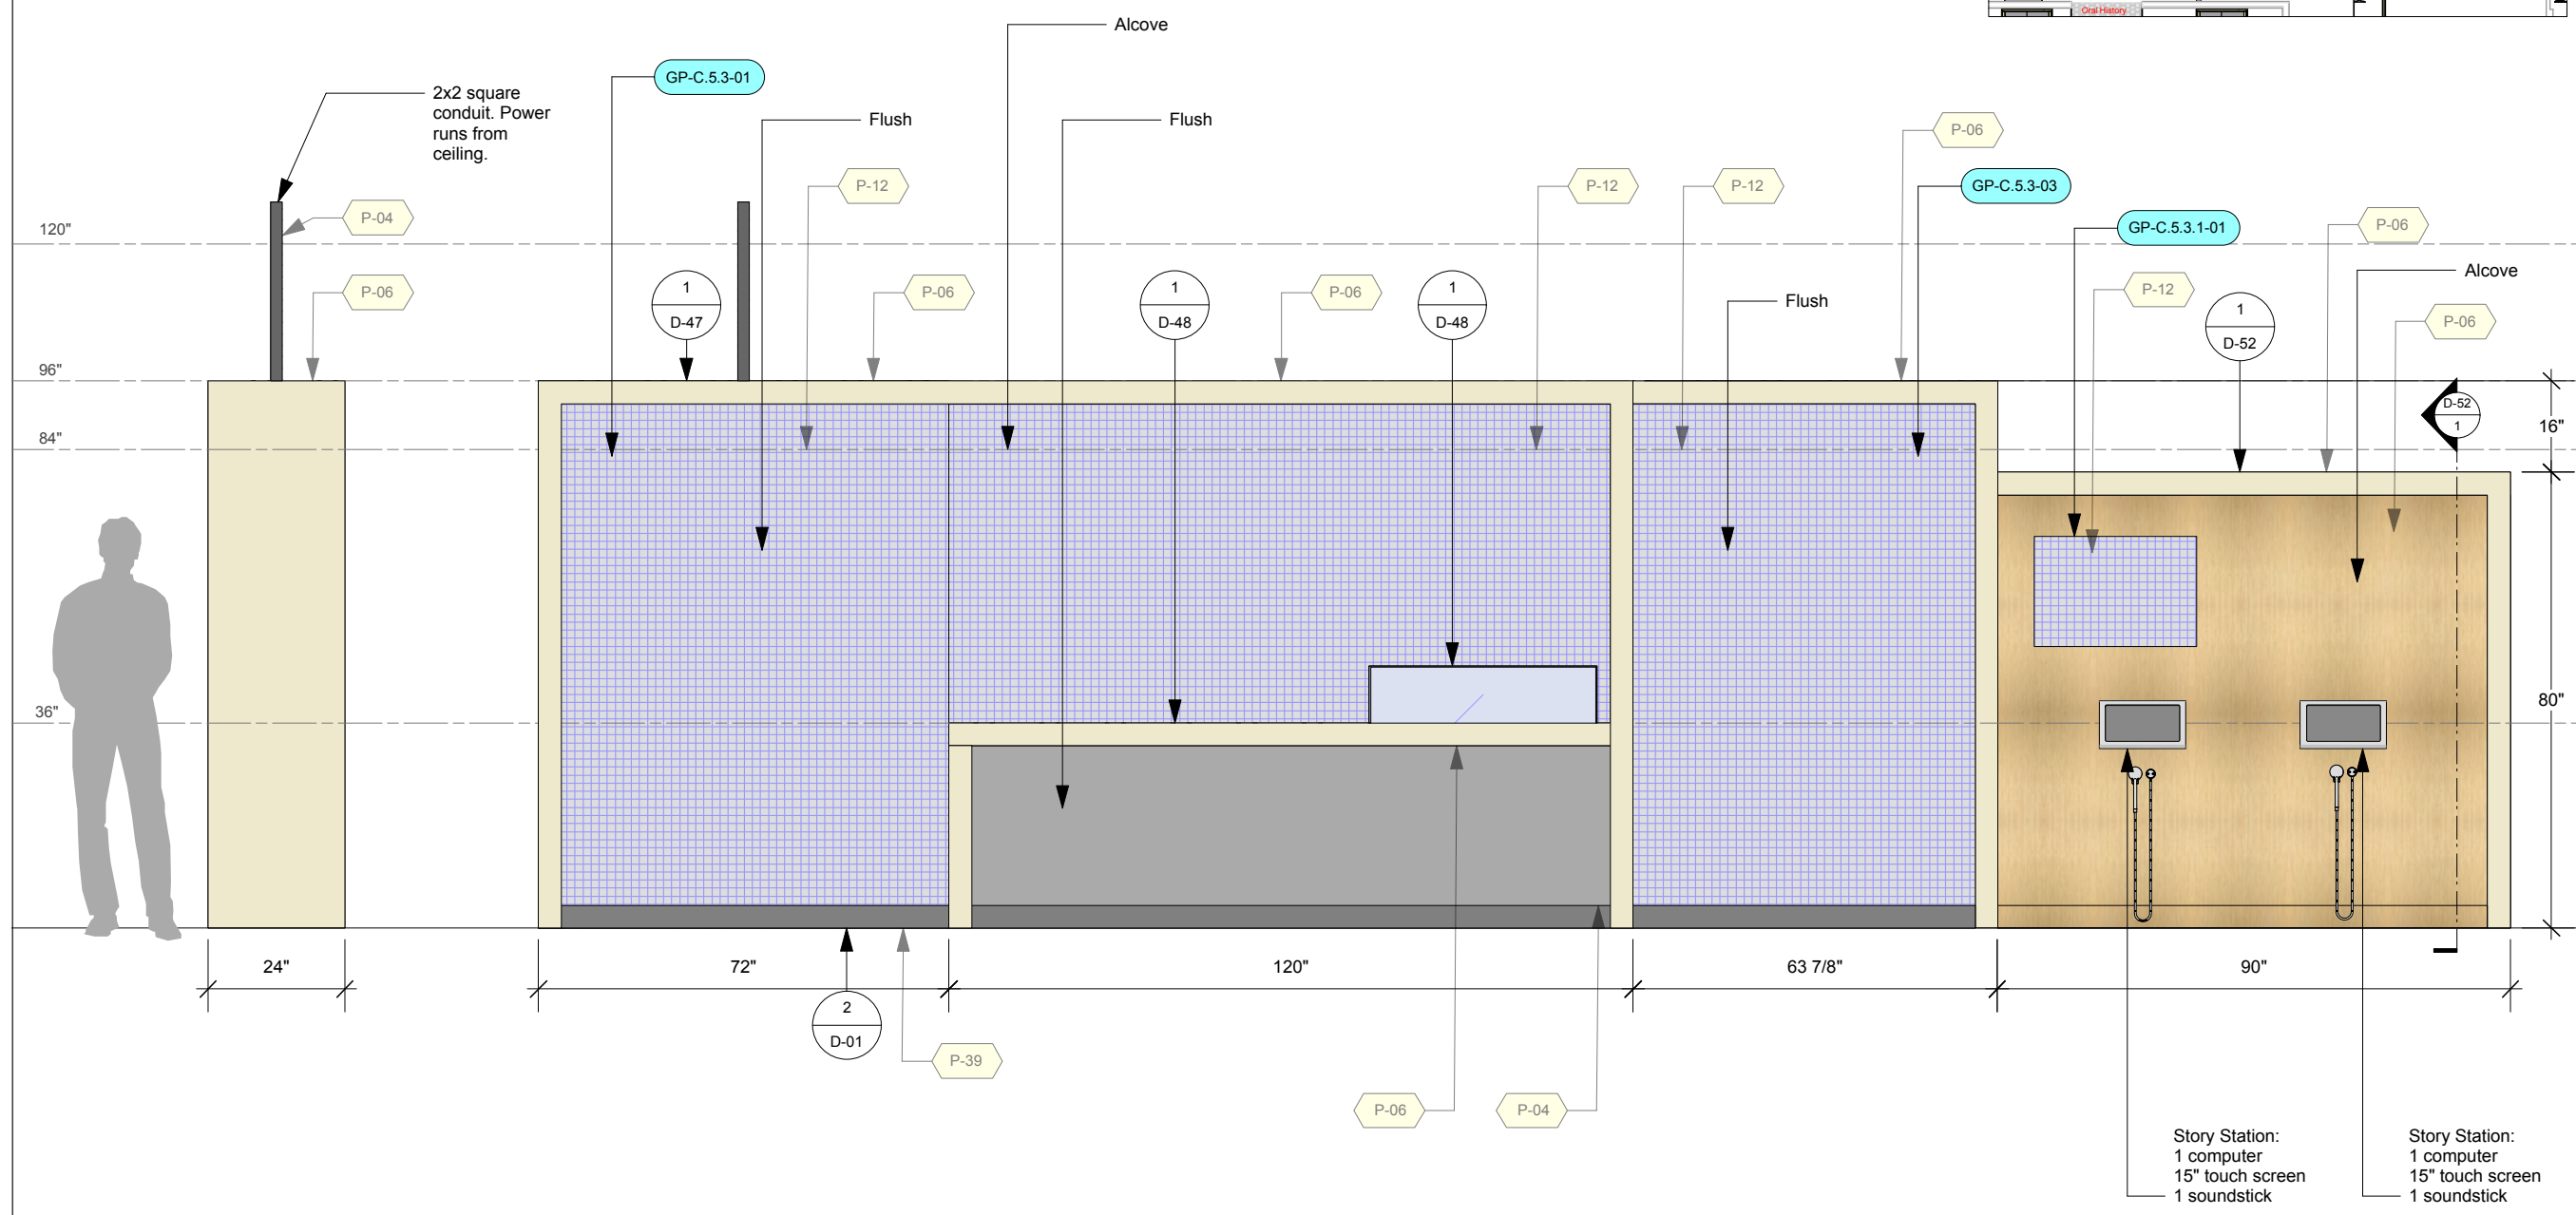 Oral History
Alcove
GP-C.5.3-01
2x2 square
conduit. Power
runs from
ceiling.
Flush
Flush
P-06
P-12
P-12
P-12
GP-C.5.3-03
P-04
GP-C.5.3.1-01
P-06
120"
Alcove
P-06
1
D-47
P-06
1
D-48
P-06
1
D-48
Flush
P-12
1
D-52
P-06
96"
D-52
1
16"
84"
36"
80"
24"
72"
120"
63 7/8"
90"
2
D-01
P-39
P-06
P-04
Story Station:
1 computer
15" touch screen
1 soundstick
Story Station:
1 computer
15" touch screen
1 soundstick